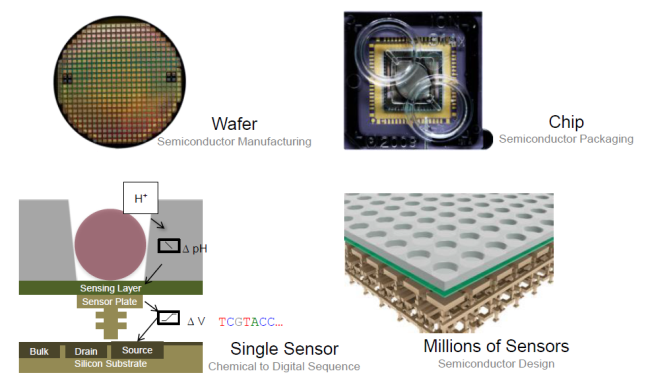 Wafer
Semiconductor Manufacturing
Chip
Semiconductor Packaging
H+
Δ pH
Sensing Layer
Sensor Plate
Δ V TCGTACC...
Bulk Drain Source
Silicon Substrate
Single Sensor
Chemical to Digital Sequence
Millions of Sensors
Semiconductor Design